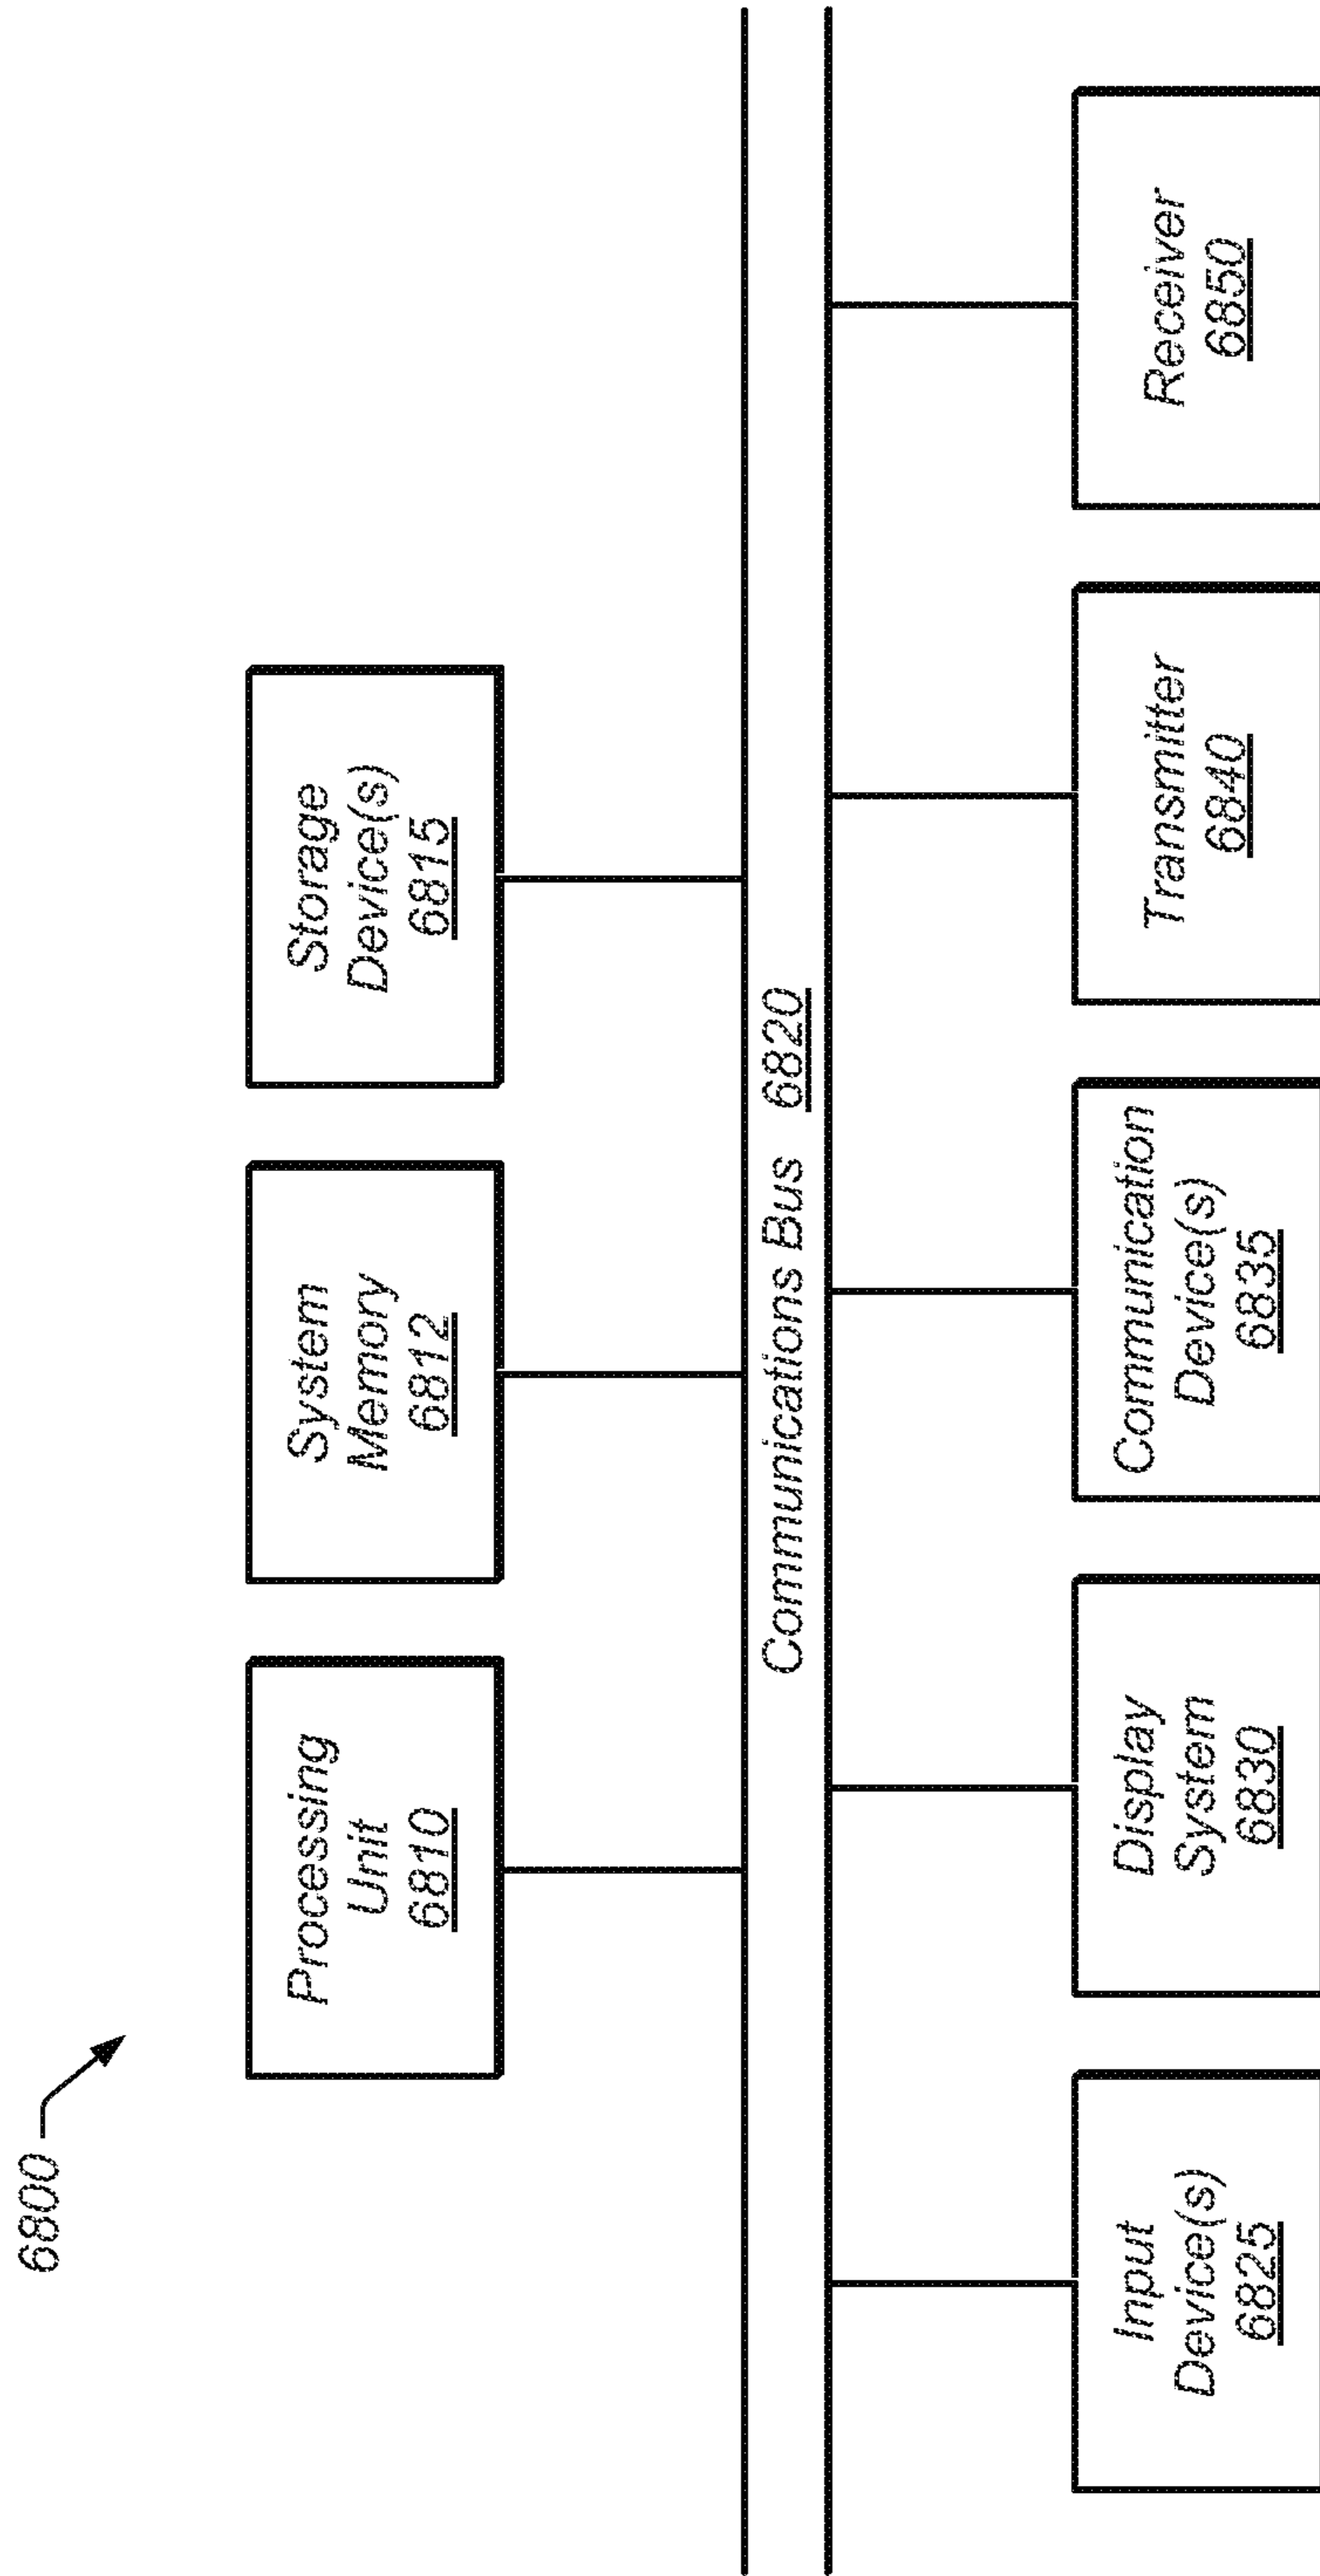 6800
Processing
Unit
6810
System
Memory
6812
Storage
Device(s)
6815
Communications Bus 6820
Input
Device(s)
6825
Display
System
6830
Communication
Device(s)
6835
Transmitter
6840
Receiver
6850